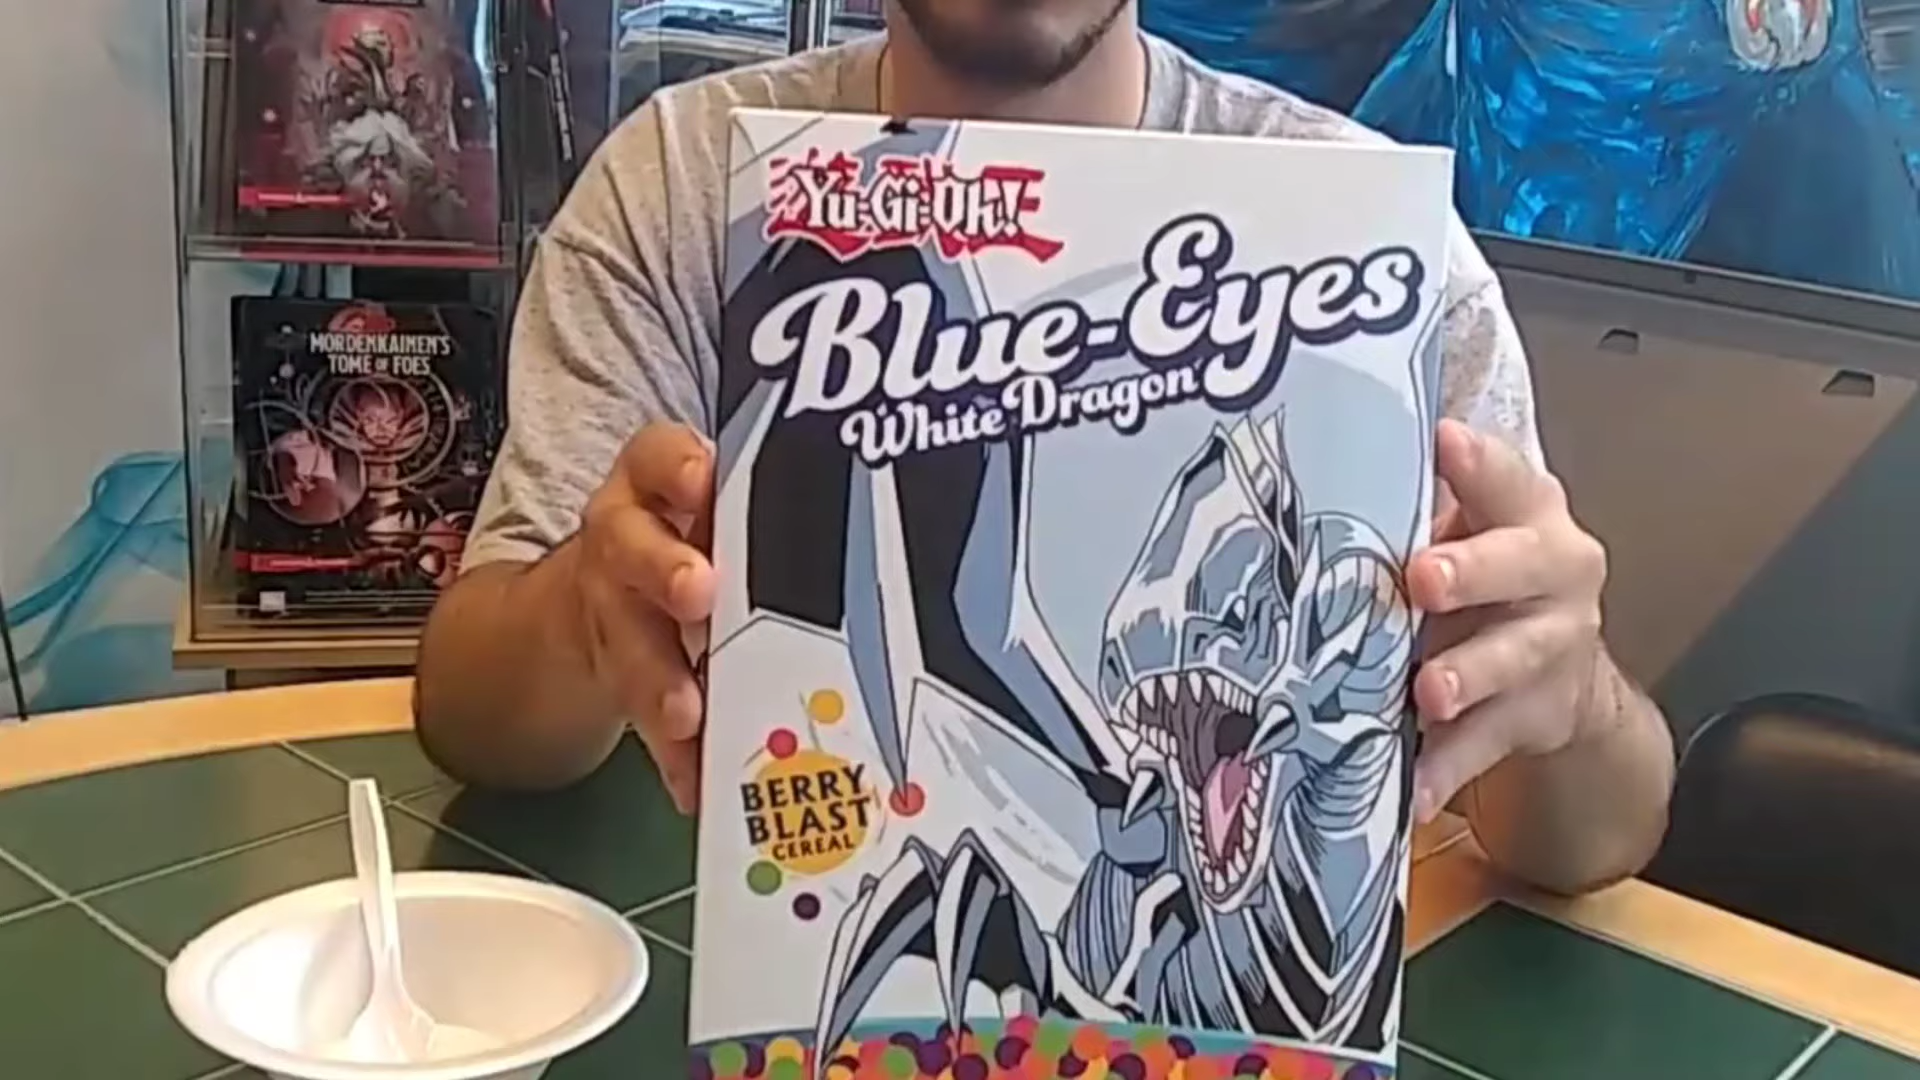 Yu-Gi-Oh!
Blue-Eyes
White Dragon
BERRY
BLAST
CEREAL
MORDENKAINEN'S
TOME OF FOES